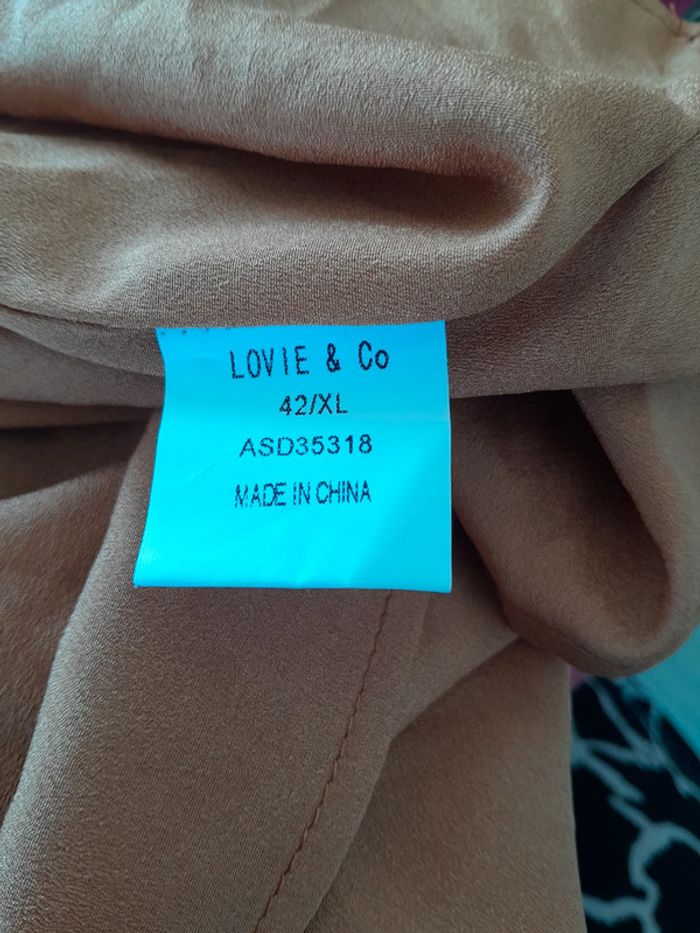 LOVIE & Co
42/XL
ASD35318
MADE IN CHINA